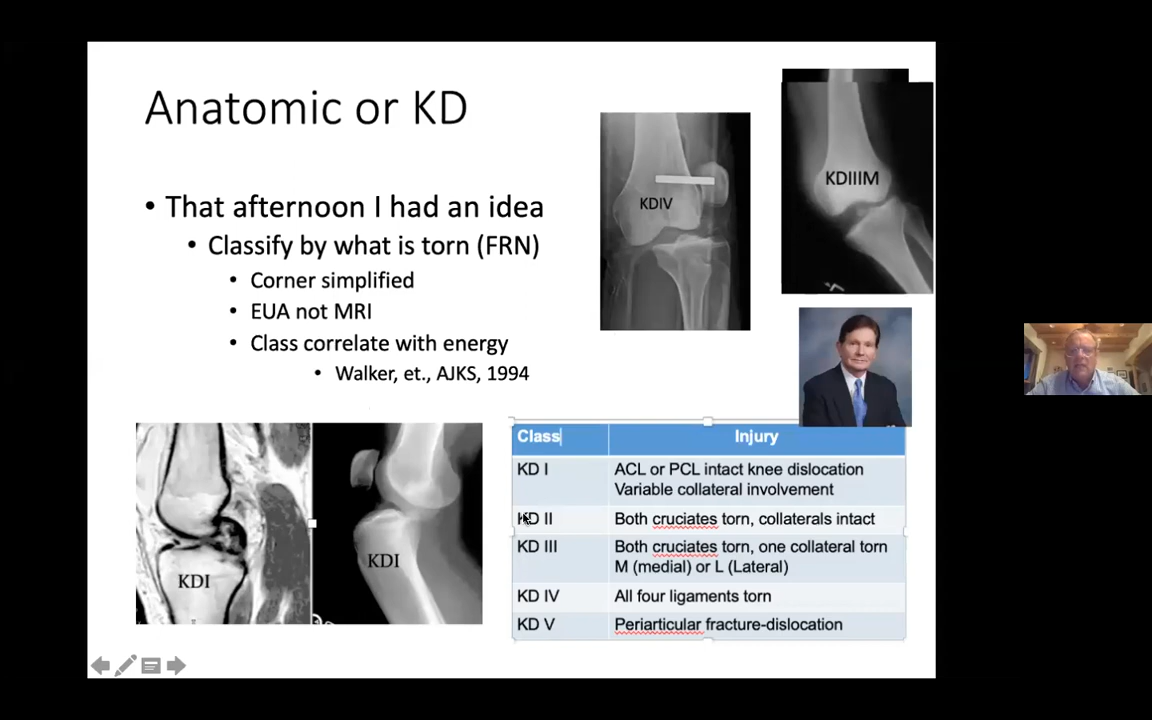 Anatomic or KD
• That afternoon I had an idea
• Classify by what is torn (FRN)
• Corner simplified
• EUA not MRI
• Class correlate with energy
• Walker, et., AJKS, 1994
KDIV
KDIIIM
KDI
KDI
Class Injury
KD I ACL or PCL intact knee dislocation
Variable collateral involvement
KD II Both cruciates torn, collaterals intact
KD III Both cruciates torn, one collateral torn
M (medial) or L (Lateral)
KD IV All four ligaments torn
KD V Periarticular fracture-dislocation